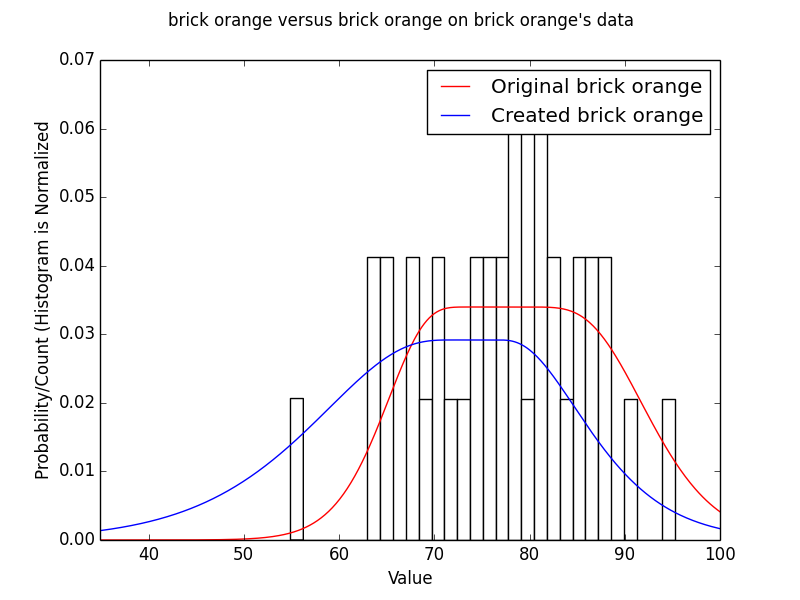 brick orange versus brick orange on brick orange's data
0.07
0.06
0.05
0.04
0.03
0.02
0.01
0.00
Probability/Count (Histogram is Normalized
Original brick orange
Created brick orange
40 50 60 70 80 90 100
Value